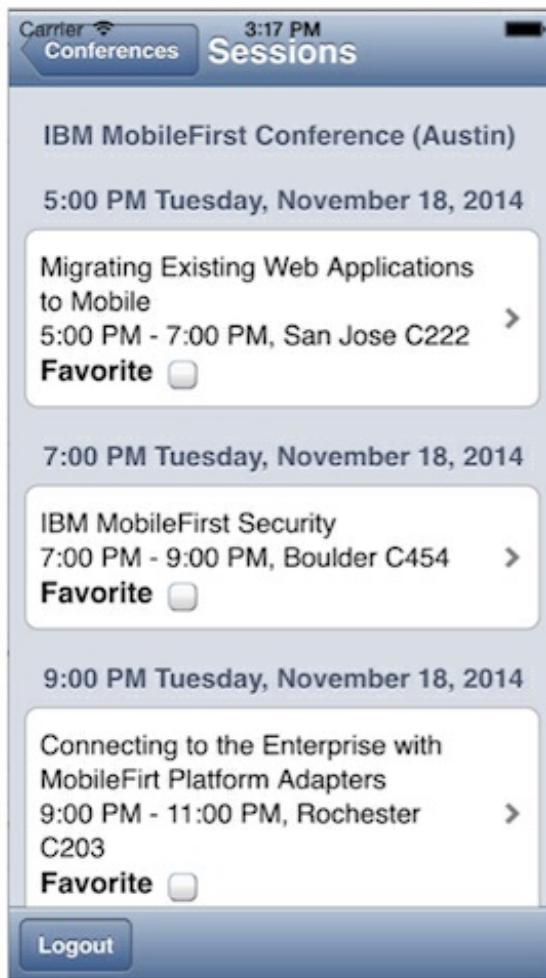 Carrier 3:17 PM
Conferences Sessions
IBM MobileFirst Conference (Austin)
5:00 PM Tuesday, November 18, 2014
Migrating Existing Web Applications
to Mobile
5:00 PM - 7:00 PM, San Jose C222
Favorite
7:00 PM Tuesday, November 18, 2014
IBM MobileFirst Security
7:00 PM - 9:00 PM, Boulder C454
Favorite
9:00 PM Tuesday, November 18, 2014
Connecting to the Enterprise with
MobileFirt Platform Adapters
9:00 PM - 11:00 PM, Rochester
C203
Favorite
Logout